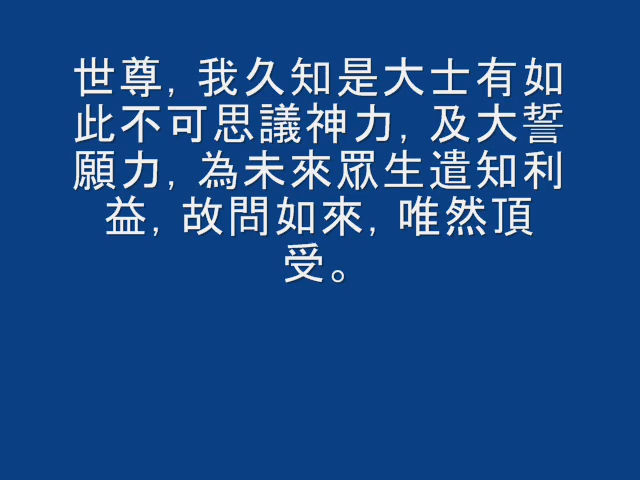 世尊, 我久知是大士有如
此不可思議神力, 及大誓
願力, 為未來眾生遣知利
益, 故問如來, 唯然頂
受。